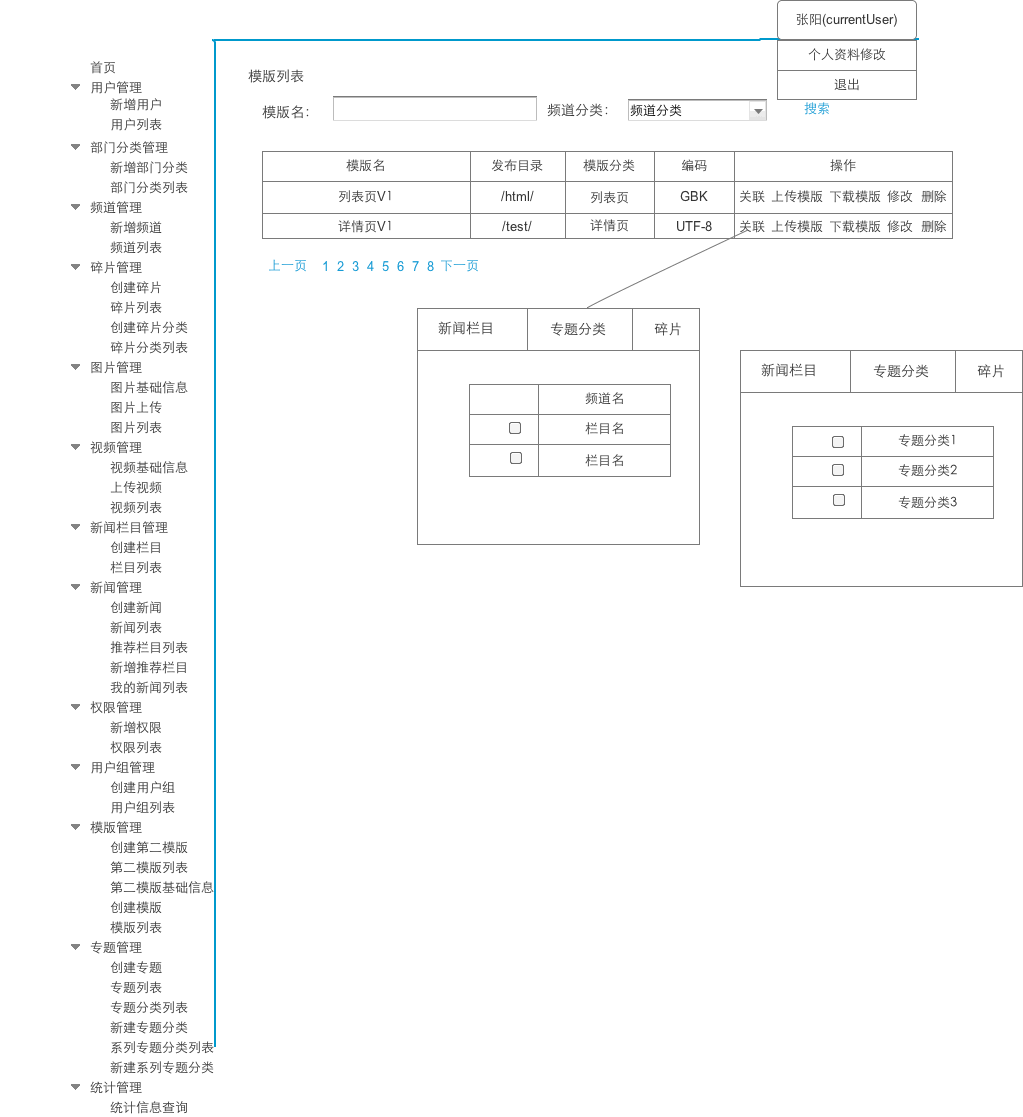 张阳(currentUser)
个人资料修改
退出
首页
用户管理
新增用户
用户列表
部门分类管理
新增部门分类
部门分类列表
频道管理
新增频道
频道列表
碎片管理
创建碎片
碎片列表
创建碎片分类
碎片分类列表
图片管理
图片基础信息
图片上传
图片列表
视频管理
视频基础信息
上传视频
视频列表
新闻栏目管理
创建栏目
栏目列表
新闻管理
创建新闻
新闻列表
推荐栏目列表
新增推荐栏目
我的新闻列表
权限管理
新增权限
权限列表
用户组管理
创建用户组
用户组列表
模版管理
创建第二模版
第二模版列表
第二模版基础信息
创建模版
模版列表
专题管理
创建专题
专题列表
专题分类列表
新建专题分类
系列专题分类列表
新建系列专题分类
统计管理
统计信息查询
模版列表
模版名: 频道分类: 频道分类 搜索
模版名 发布目录 模版分类 编码 操作
列表页V1 /html/ 列表页 GBK 关联 上传模版 下载模版 修改 删除
详情页V1 /test/ 详情页 UTF-8 关联 上传模版 下载模版 修改 删除
上一页 1 2 3 4 5 6 7 8 下一页
新闻栏目 专题分类 碎片
频道名
栏目名
栏目名
新闻栏目 专题分类 碎片
专题分类1
专题分类2
专题分类3